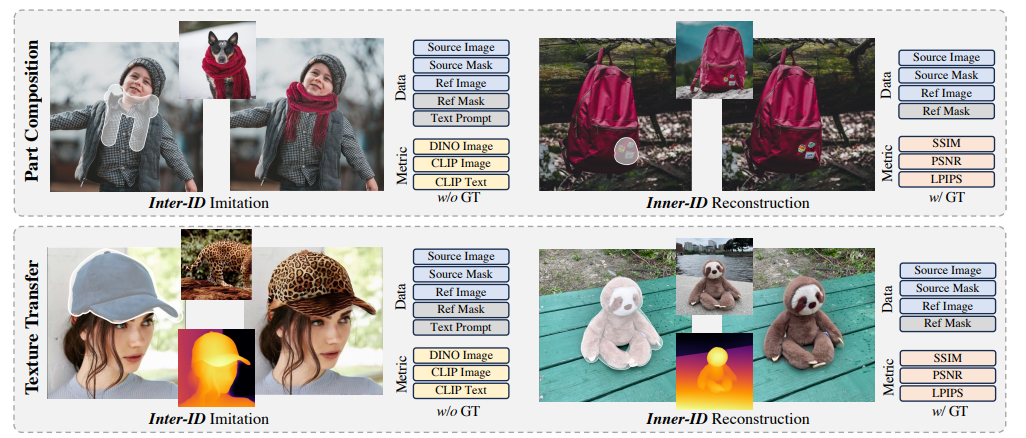 Part Composition
Data
Source Image
Source Mask
Ref Image
Ref Mask
Text Prompt
Metric
DINO Image
CLIP Image
CLIP Text
w/o GT
Inter-ID Imitation
Data
Source Image
Source Mask
Ref Image
Ref Mask
Metric
SSIM
PSNR
LPIPS
w/ GT
Inner-ID Reconstruction
Texture Transfer
Data
Source Image
Source Mask
Ref Image
Ref Mask
Text Prompt
Metric
DINO Image
CLIP Image
CLIP Text
w/o GT
Inter-ID Imitation
Data
Source Image
Source Mask
Ref Image
Ref Mask
Metric
SSIM
PSNR
LPIPS
w/ GT
Inner-ID Reconstruction